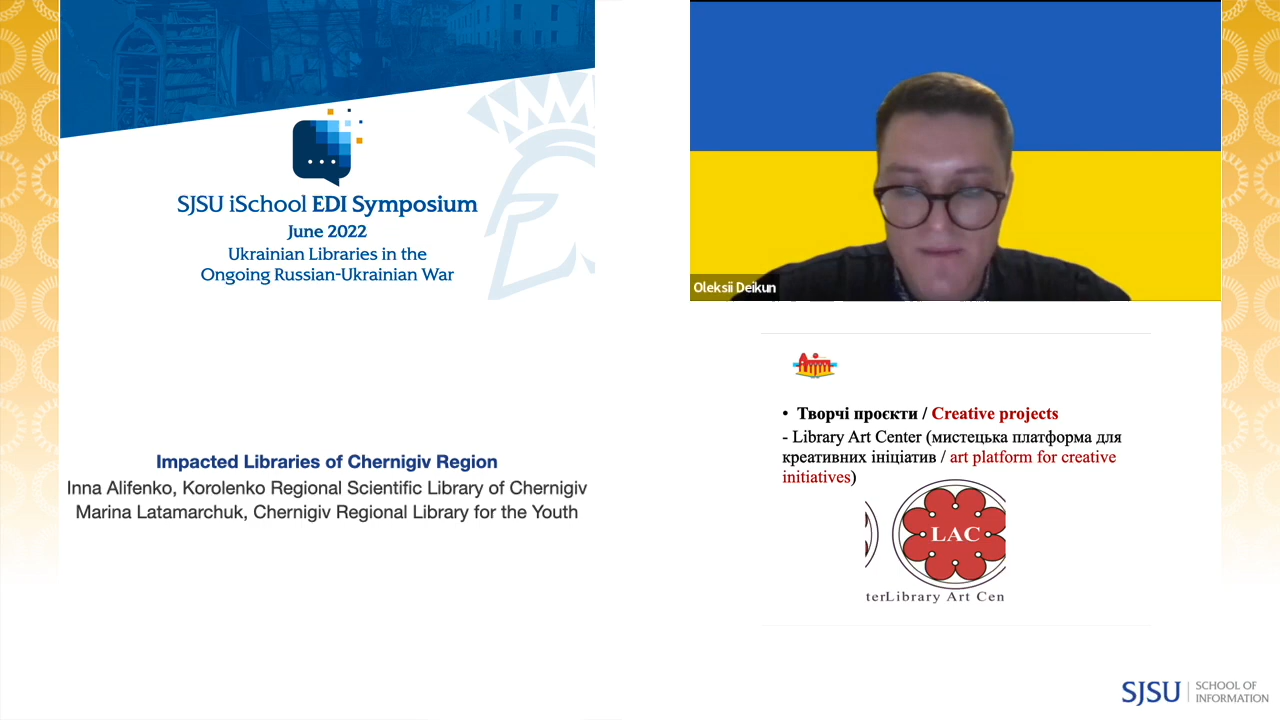 SJSU iSchool EDI Symposium
June 2022
Ukrainian Libraries in the
Ongoing Russian-Ukrainian War
Impacted Libraries of Chernigiv Region
Inna Alifenko, Korolenko Regional Scientific Library of Chernigiv
Marina Latamarchuk, Chernigiv Regional Library for the Youth
Oleksii Deikun
• Творчі проєкти / Creative projects
- Library Art Center (мистецька платформа для
креативних ініціатив / art platform for creative
initiatives)
LAC
terLibrary Art Cen
SJSU SCHOOL OF
INFORMATION